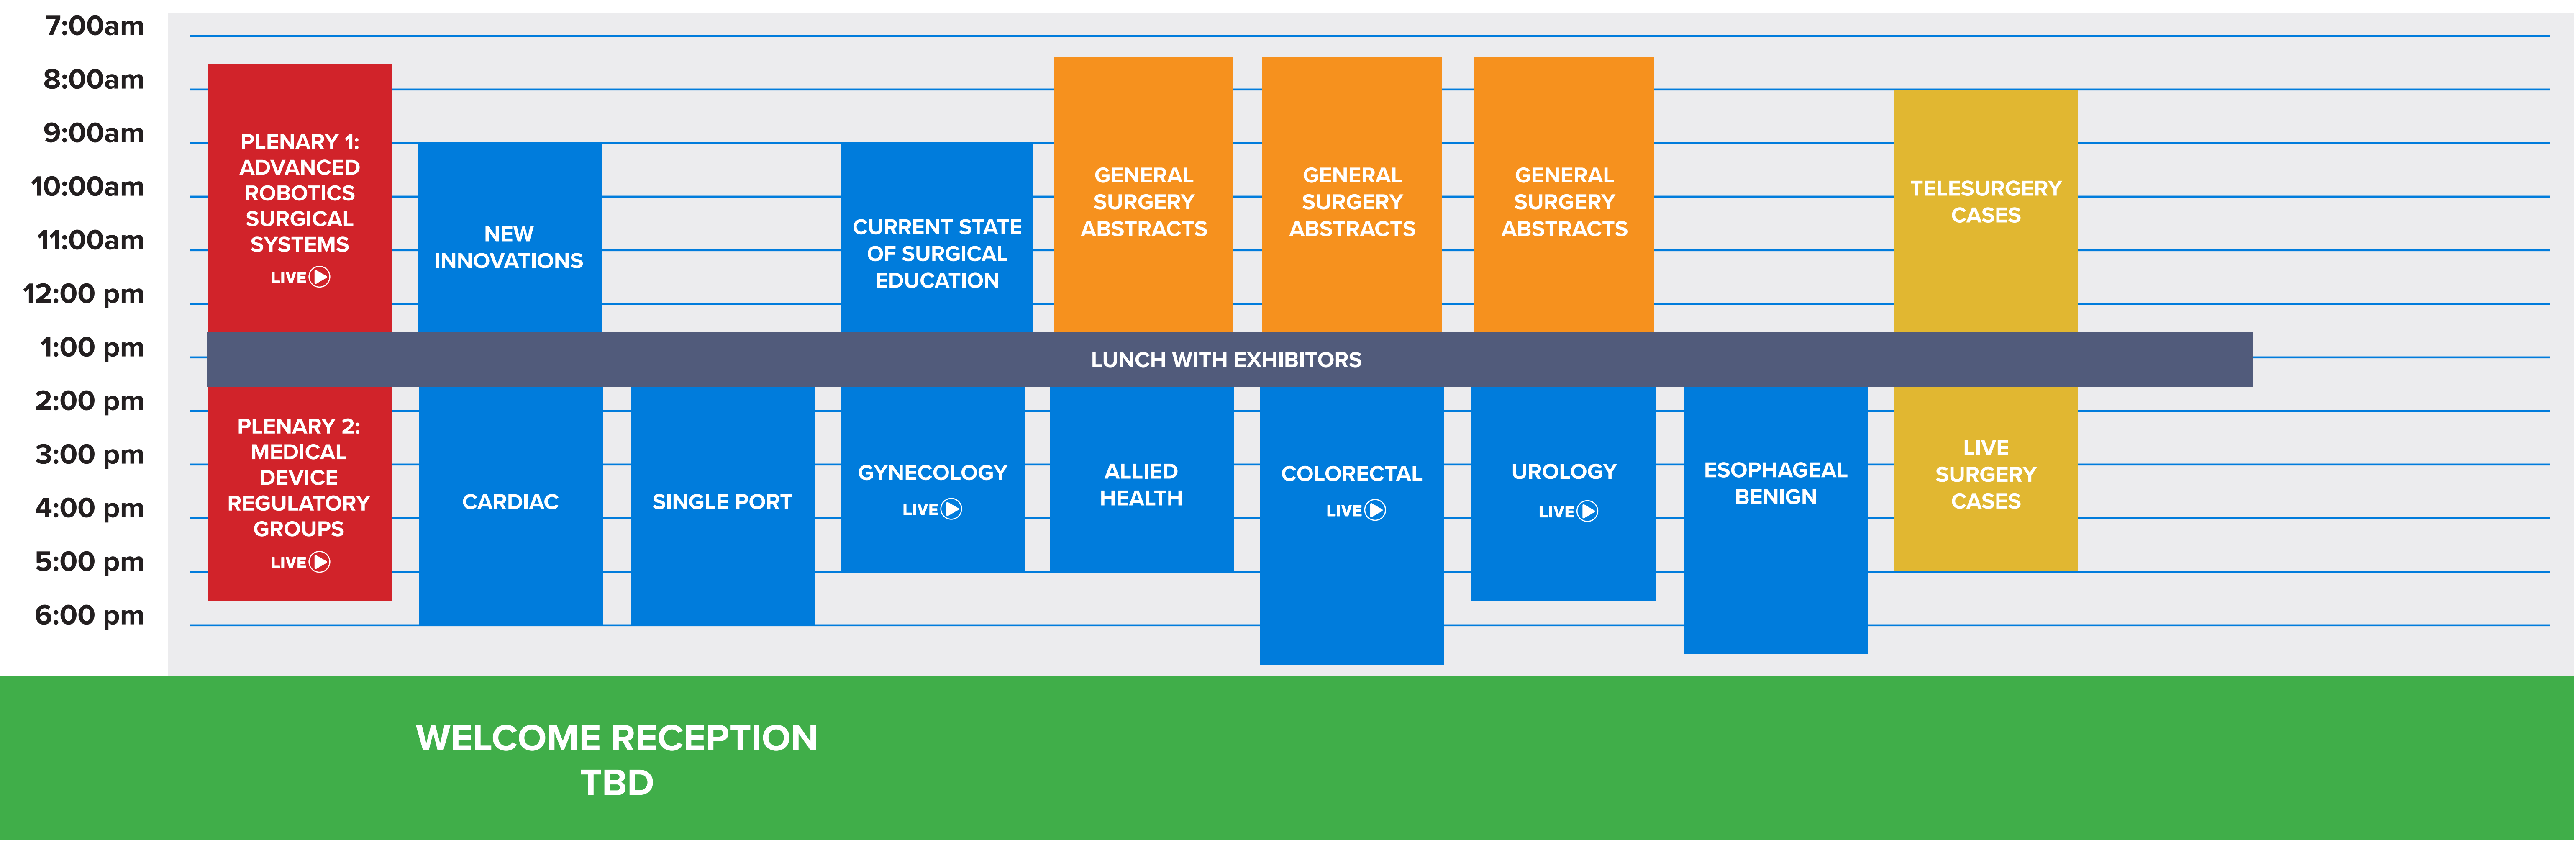 7:00am
8:00am
9:00am
10:00am
11:00am
12:00 pm
1:00 pm
2:00 pm
3:00 pm
4:00 pm
5:00 pm
6:00 pm
PLENARY 1:
ADVANCED
ROBOTICS
SURGICAL
SYSTEMS
LIVE
NEW
INNOVATIONS
CURRENT STATE
OF SURGICAL
EDUCATION
GENERAL
SURGERY
ABSTRACTS
GENERAL
SURGERY
ABSTRACTS
GENERAL
SURGERY
ABSTRACTS
TELESURGERY
CASES
LUNCH WITH EXHIBITORS
PLENARY 2:
MEDICAL
DEVICE
REGULATORY
GROUPS
LIVE
CARDIAC
SINGLE PORT
GYNECOLOGY
LIVE
ALLIED
HEALTH
COLORECTAL
LIVE
UROLOGY
LIVE
ESOPHAGEAL
BENIGN
LIVE
SURGERY
CASES
WELCOME RECEPTION
TBD